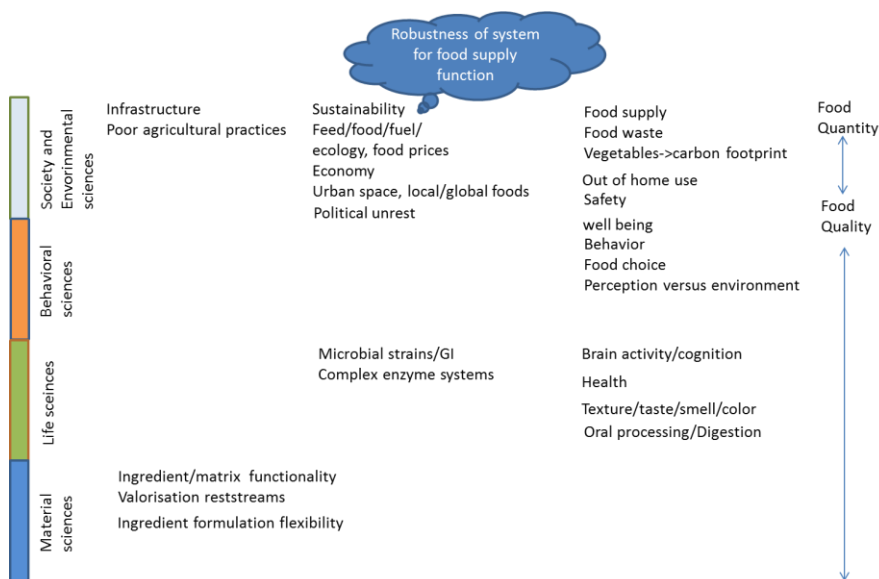 Robustness of system
for food supply
function
Society and
Envorinmental
sciences
Infrastructure
Poor agricultural practices
Sustainability
Feed/food/fuel/
ecology, food prices
Economy
Urban space, local/global foods
Political unrest
Food supply
Food waste
Vegetables->carbon footprint
Out of home use
Safety
well being
Behavior
Food choice
Perception versus environment
Food
Quantity
Food
Quality
Behavioral
sciences
Life sceinces
Microbial strains/GI
Complex enzyme systems
Brain activity/cognition
Health
Texture/taste/smell/color
Oral processing/Digestion
Material
sciences
Ingredient/matrix functionality
Valorisation reststreams
Ingredient formulation flexibility